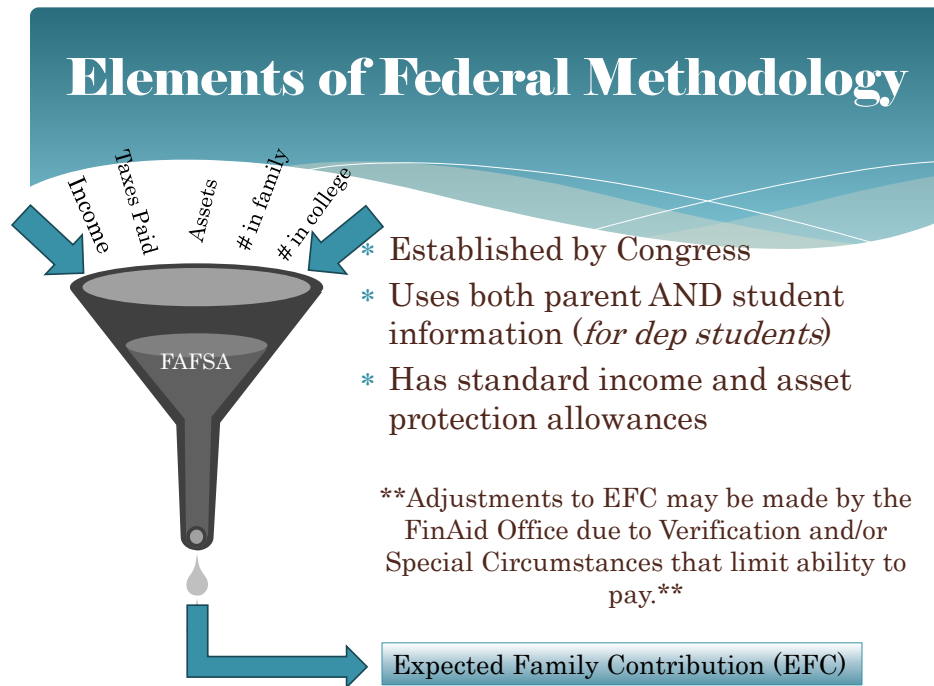 Elements of Federal Methodology
Income
Taxes Paid
Assets
# in family
# in college
FAFSA
* Established by Congress
* Uses both parent AND student
information (for dep students)
* Has standard income and asset
protection allowances
**Adjustments to EFC may be made by the
FinAid Office due to Verification and/or
Special Circumstances that limit ability to
pay.**
Expected Family Contribution (EFC)